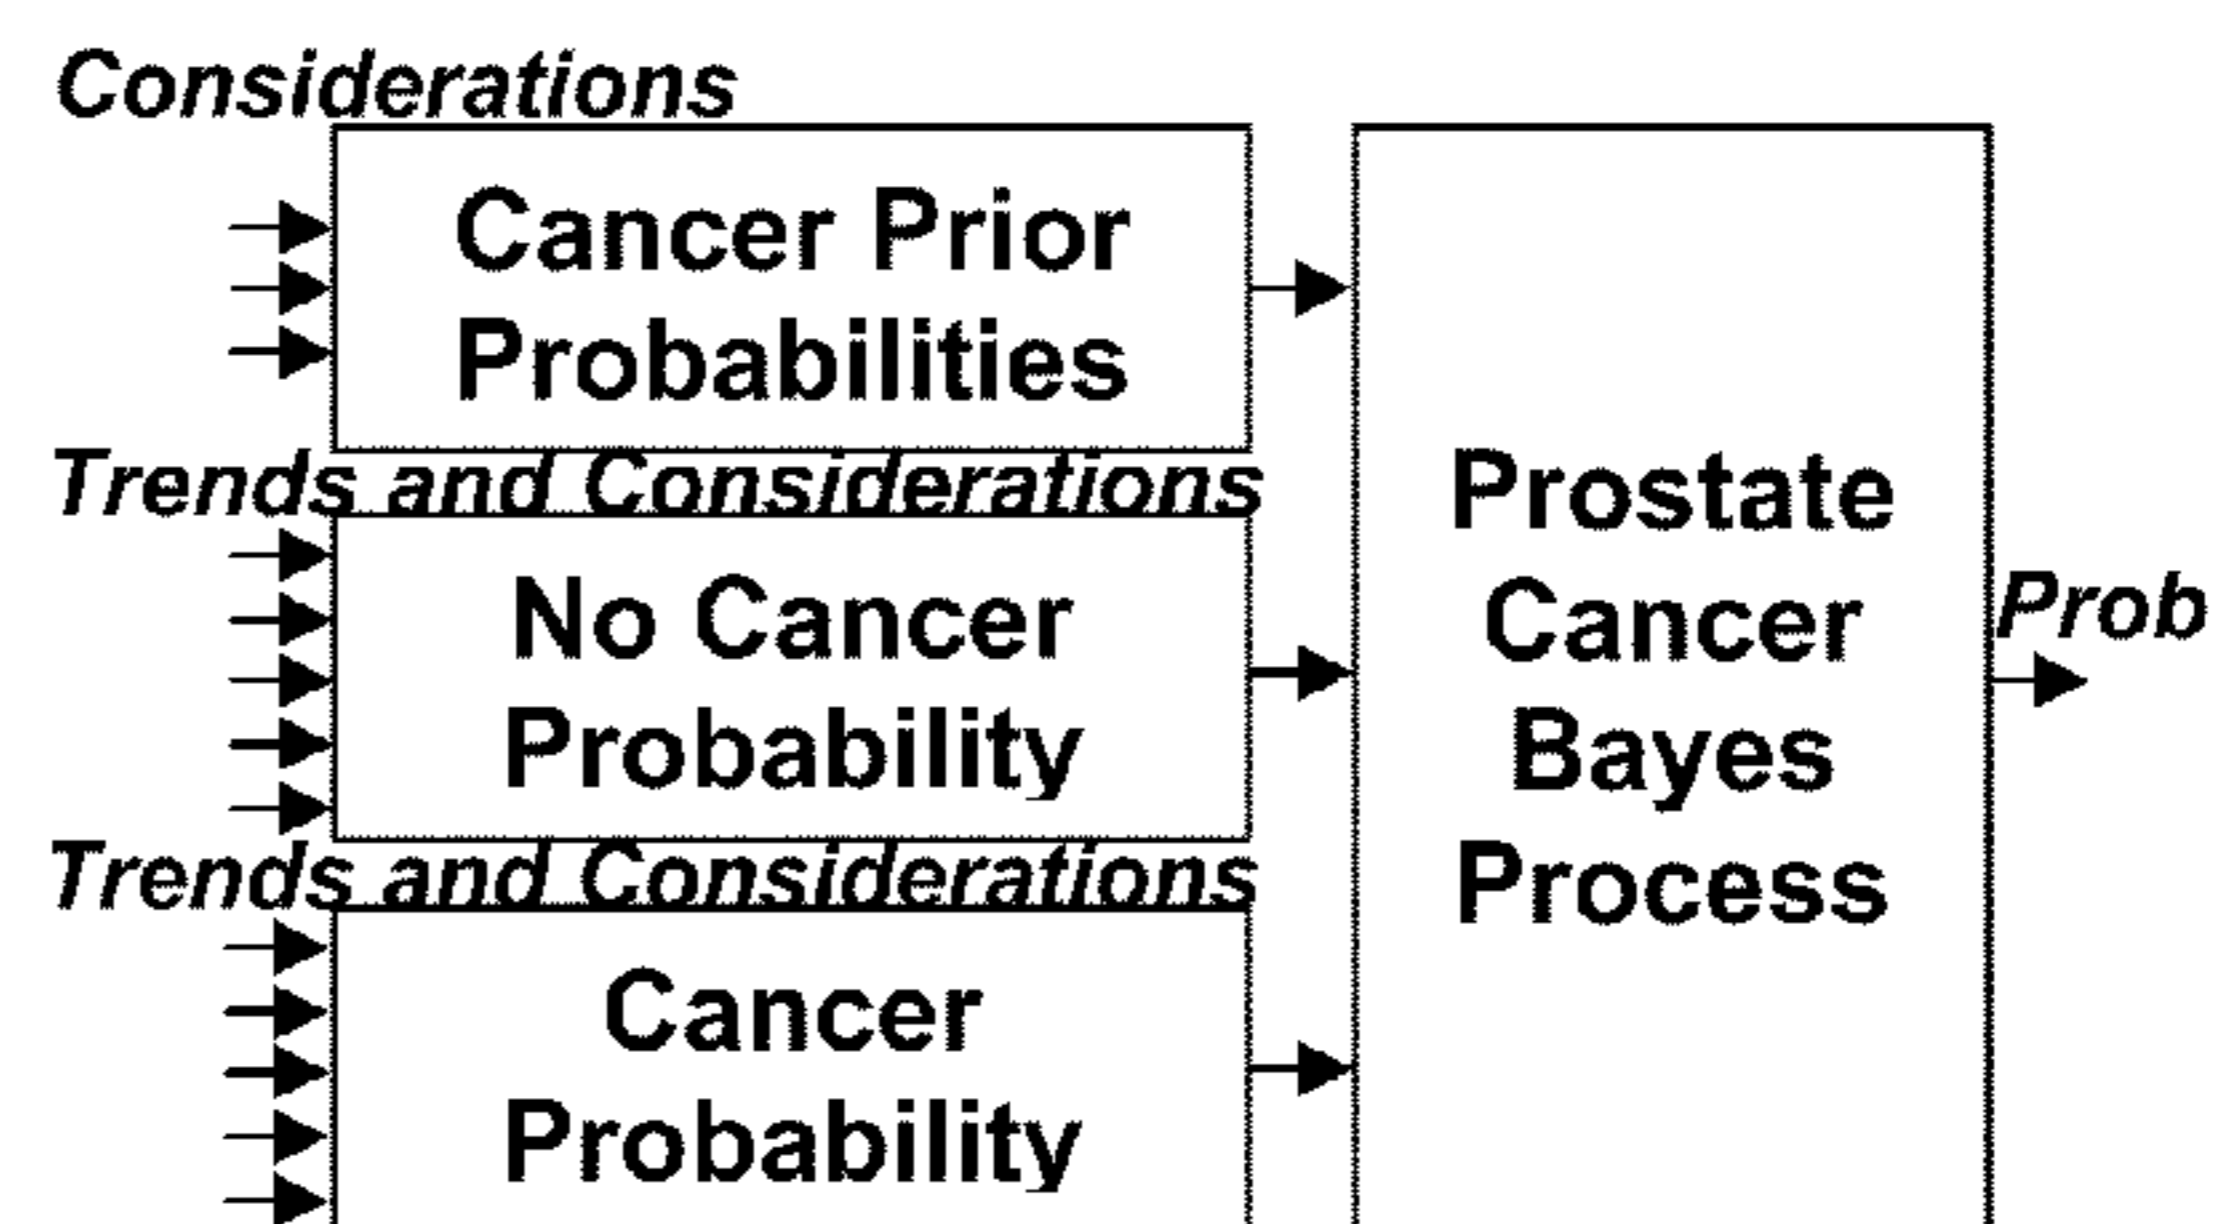 Considerations
Cancer Prior
Probabilities
Trends and Considerations
No Cancer
Probability
Trends and Considerations
Cancer
Probability
Prostate
Cancer
Bayes
Process
Prob